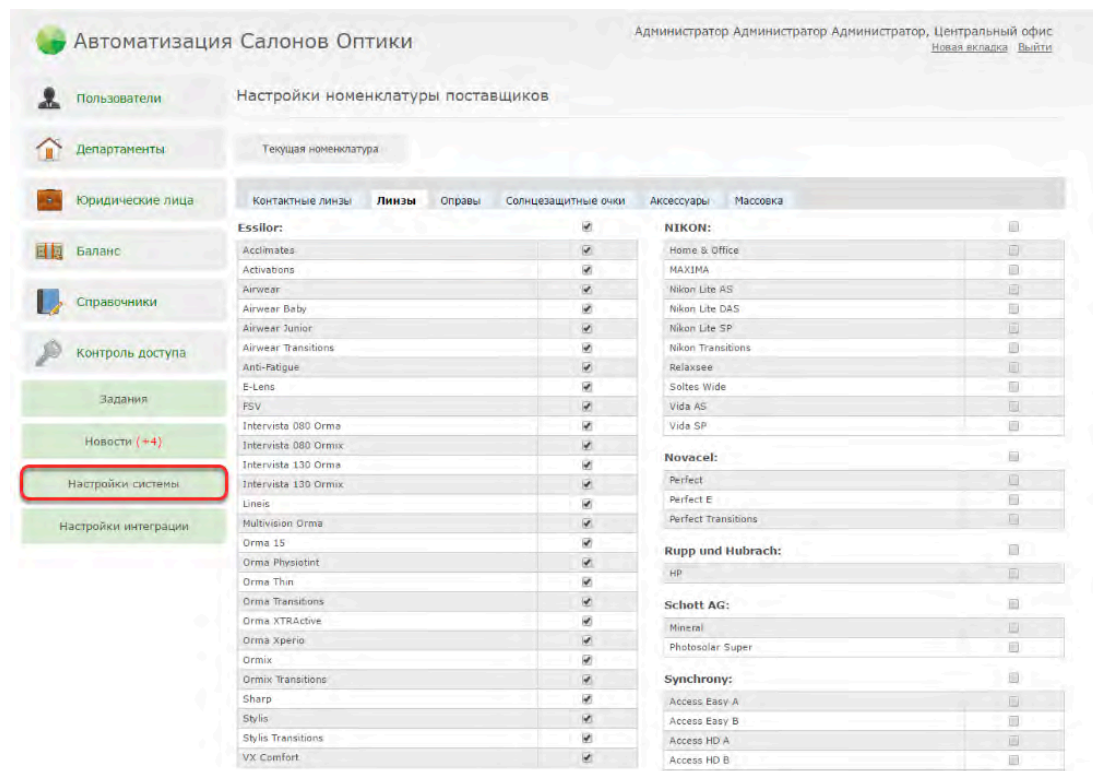 Автоматизация Салонов Оптики
Администратор Администратор Администратор, Центральный офис
Новая вкладка Выйти
Пользователи
Департаменты
Юридические лица
Баланс
Справочники
Контроль доступа
Задания
Новости (+4)
Настройки системы
Настройки интеграции
Настройки номенклатуры поставщиков
Текущая номенклатура
Контактные линзы Линзы Оправы Солнцезащитные очки Аксессуары Массовка
Essilor:
Acclimates
Activations
Airwear
Airwear Baby
Airwear Junior
Airwear Transitions
Anti-Fatigue
E-Lens
FSV
Intervista 080 Orma
Intervista 080 Ormix
Intervista 130 Orma
Intervista 130 Ormix
Lineis
Multivision Orma
Orma 15
Orma Physiotint
Orma Thin
Orma Transitions
Orma XTRActive
Orma Xperio
Ormix
Ormix Transitions
Sharp
Stylis
Stylis Transitions
VX Comfort
NIKON:
Home & Office
MAXIMA
Nikon Lite AS
Nikon Lite DAS
Nikon Lite SP
Nikon Transitions
Relaxsee
Soltes Wide
Vida AS
Vida SP
Novacel:
Perfect
Perfect E
Perfect Transitions
Rupp und Hubrach:
HP
Schott AG:
Mineral
Photosolar Super
Synchrony:
Access Easy A
Access Easy B
Access HD A
Access HD B